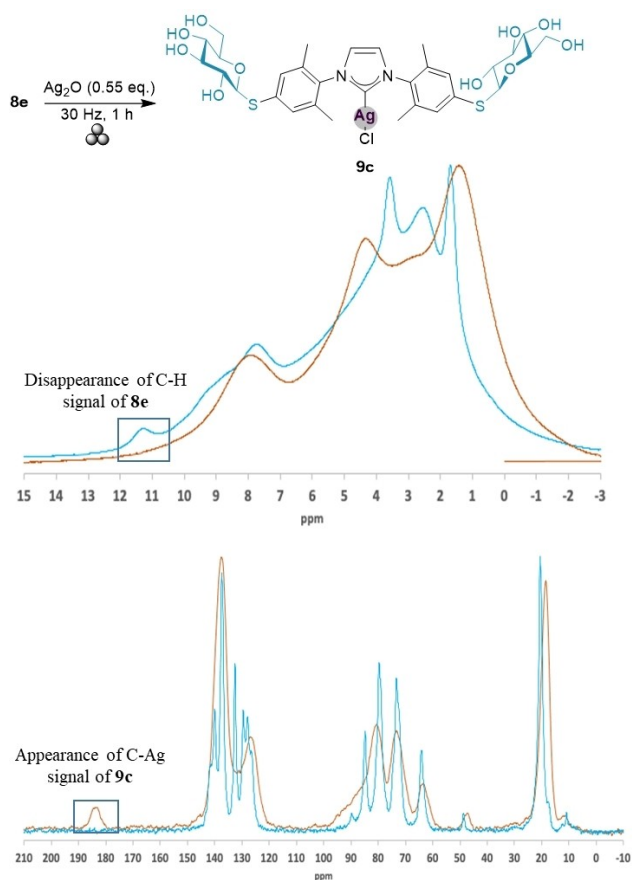 HO
HO
HO
HO
O
S
N
N
Ag
Cl
9c
S
HO
HO
OH
HO
O
OH
8e
Ag2O (0.55 eq.)
30 Hz, 1 h
Disappearance of C-H
signal of 8e
15 14 13 12 11 10 9 8 7 6 5 4 3 2 1 0 -1 -2 -3
ppm
Appearance of C-Ag
signal of 9c
210 200 190 180 170 160 150 140 130 120 110 100 90 80 70 60 50 40 30 20 10 0 -10
ppm